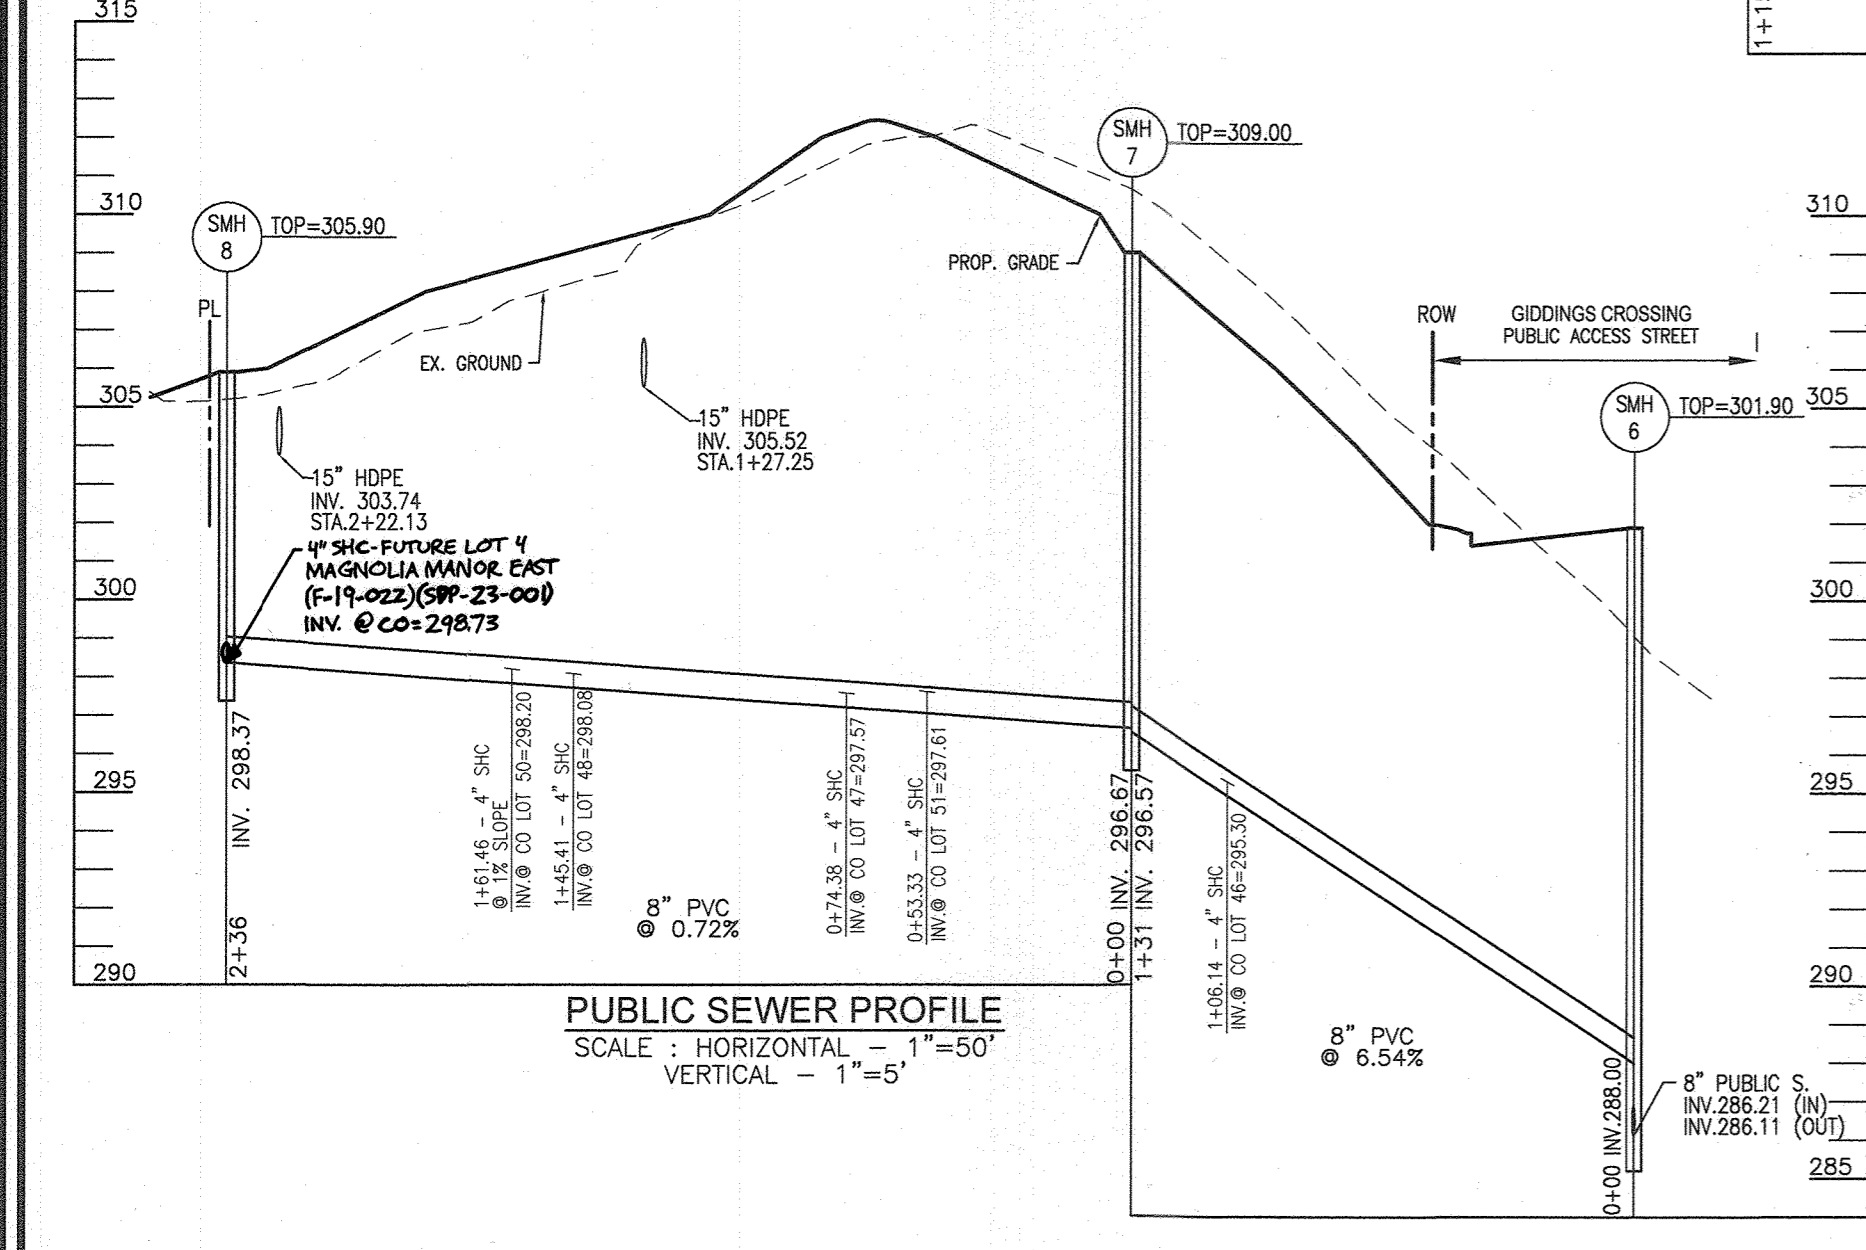 315
1+15
SMH
7
TOP=309.00
SMH
8
TOP=305.90
310
310
PROP. GRADE
PL
ROW
GIDDINGS CROSSING
PUBLIC ACCESS STREET
EX. GROUND
305
305
SMH
6
TOP=301.90
15" HDPE
INV. 305.52
STA.1+27.25
15" HDPE
INV. 303.74
STA.2+22.13
4" SHC-FUTURE LOT 4
MAGNOLIA MANOR EAST
(F-19-022)(SDP-23-001)
INV. @ CO=298.73
300
300
295
295
290
290
285
INV. 298.37
2+36
1+61.46 - 4" SHC
@ 1% SLOPE
INV.@ CO LOT 50=298.20
1+45.41 - 4" SHC
INV.@ CO LOT 48=298.08
8" PVC
@ 0.72%
0+74.38 - 4" SHC
INV.@ CO LOT 47=297.57
0+53.33 - 4" SHC
INV.@ CO LOT 51=297.61
0+00 INV. 296.67
1+31 INV. 296.57
1+06.14 - 4" SHC
INV.@ CO LOT 46=295.30
8" PVC
@ 6.54%
0+00 INV.288.00
8" PUBLIC S.
INV.286.21 (IN)
INV.286.11 (OUT)
PUBLIC SEWER PROFILE
SCALE : HORIZONTAL - 1"=50'
VERTICAL - 1"=5'